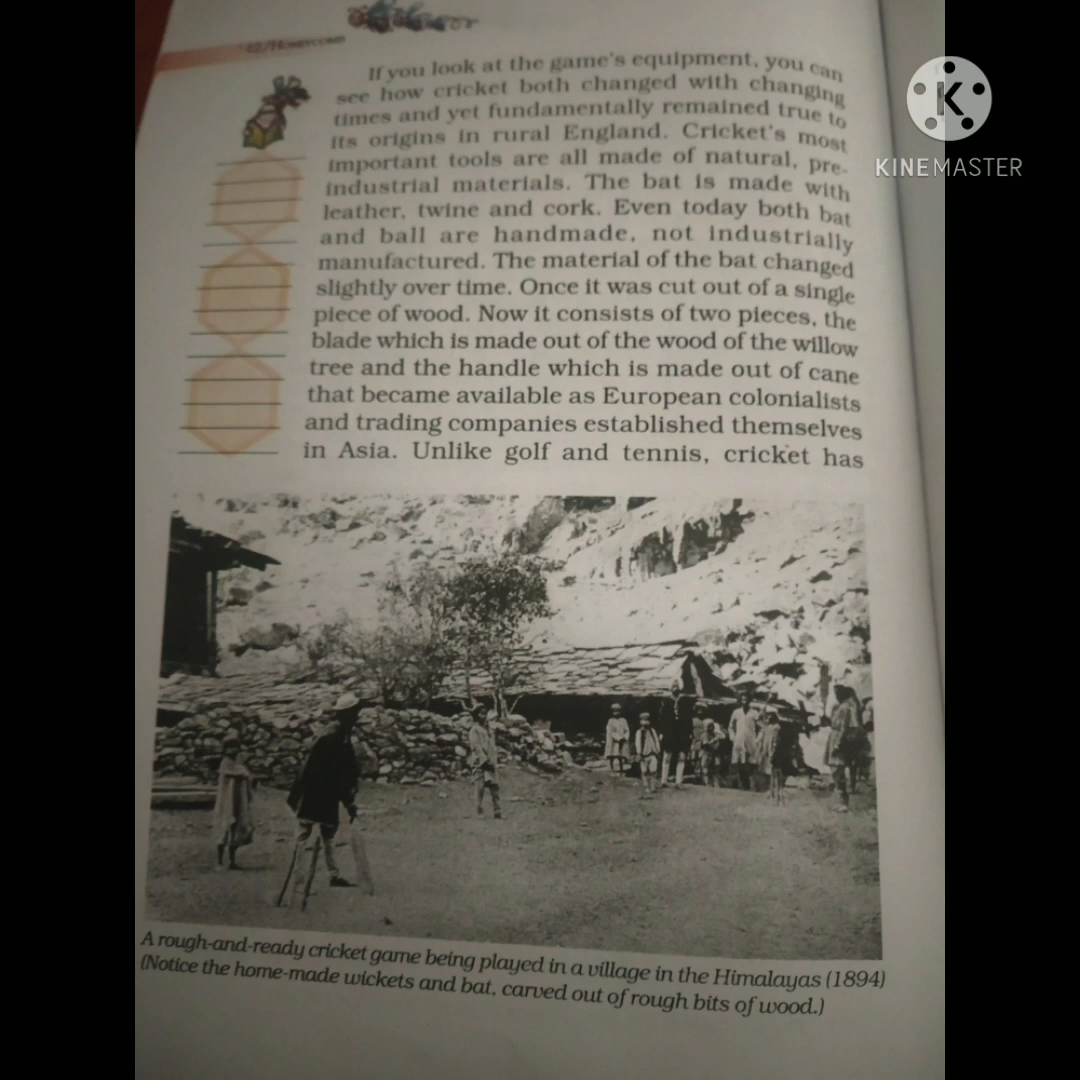 If you look at the game's equipment, you can
see how cricket both changed with changing
times and yet fundamentally remained true to
its origins in rural England. Cricket's most
important tools are all made of natural, pre-
industrial materials. The bat is made with
leather, twine and cork. Even today both bat
and ball are handmade, not industrially
manufactured. The material of the bat changed
slightly over time. Once it was cut out of a single
piece of wood. Now it consists of two pieces, the
blade which is made out of the wood of the willow
tree and the handle which is made out of cane
that became available as European colonialists
and trading companies established themselves
in Asia. Unlike golf and tennis, cricket has
A rough-and-ready cricket game being played in a village in the Himalayas (1894)
(Notice the home-made wickets and bat, carved out of rough bits of wood.)
K
KINEMASTER